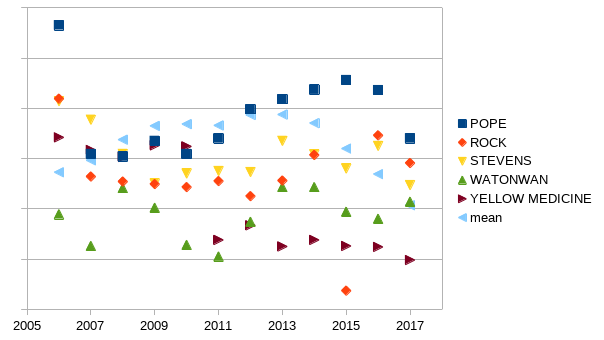 POPE
ROCK
STEVENS
WATONWAN
YELLOW MEDICINE
mean
2005 2007 2009 2011 2013 2015 2017